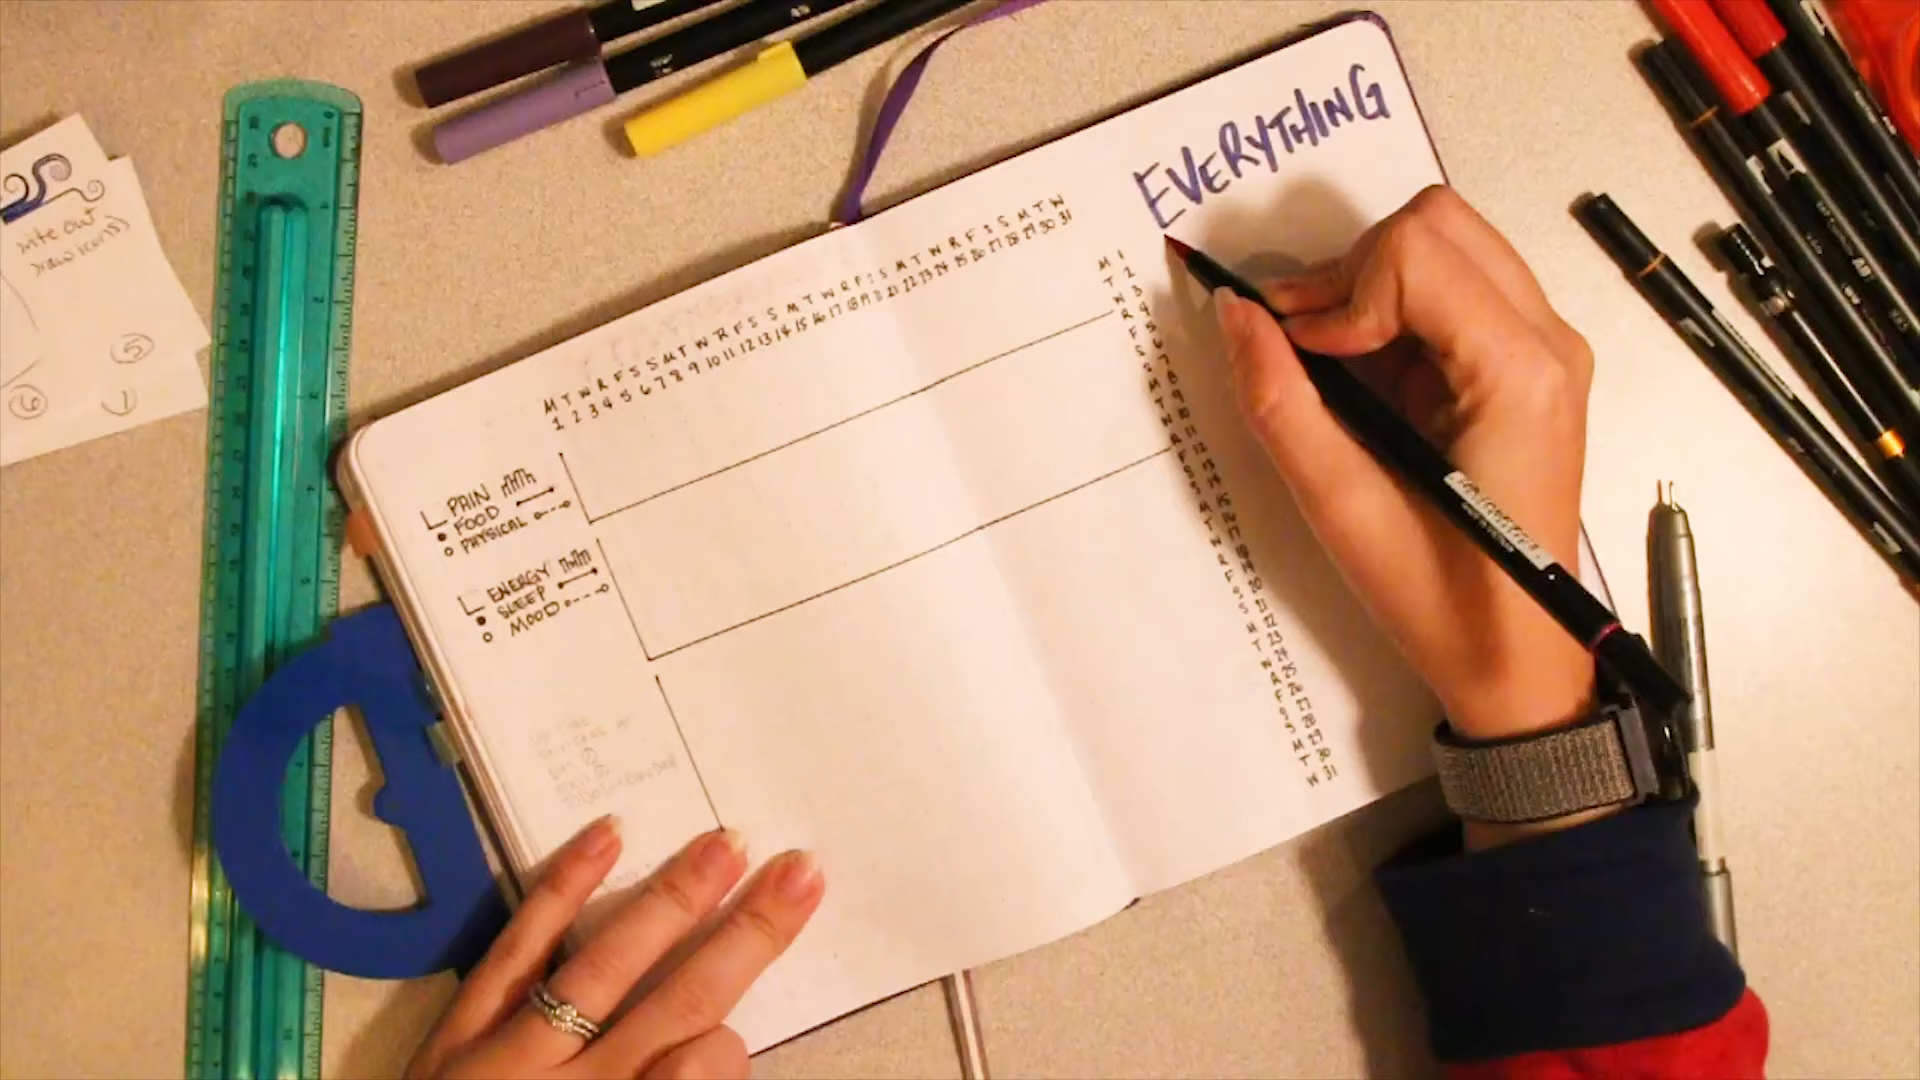 EVERYTHING
M T W R F S S M T W R F S S M T W R F S S M T W R F S S M T W
1 2 3 4 5 6 7 8 9 10 11 12 13 14 15 16 17 18 19 20 21 22 23 24 25 26 27 28 29 30 31
PAIN
FOOD
PHYSICAL
ENERGY
SLEEP
MOOD
M 1
T 2
W 3
R 4
F 5
S 6
S 7
M 8
T 9
W 10
R 11
F 12
S 13
S 14
M 15
T 16
W 17
R 18
F 19
S 20
S 21
M 22
T 23
W 24
R 25
F 26
S 27
S 28
M 29
T 30
W 31
write out
draw icons)
5
6